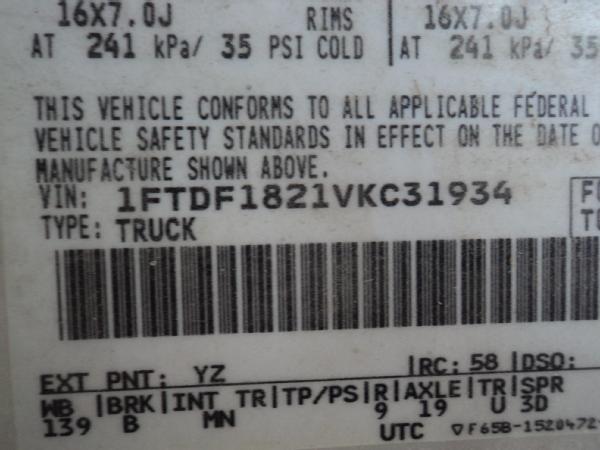 16X7.0J RIMS 16X7.0J
AT 241 kPa/ 35 PSI COLD AT 241 kPa/ 35
THIS VEHICLE CONFORMS TO ALL APPLICABLE FEDERAL
VEHICLE SAFETY STANDARDS IN EFFECT ON THE DATE O
MANUFACTURE SHOWN ABOVE.
VIN: 1FTDF1821VKC31934
TYPE: TRUCK
EXT PNT: YZ |RC: 58 |DSO:
WB |BRK|INT TR|TP/PS|R|AXLE|TR|SPR
139 B MN 9 19 U 3D
UTC ▽F65B-1520472-